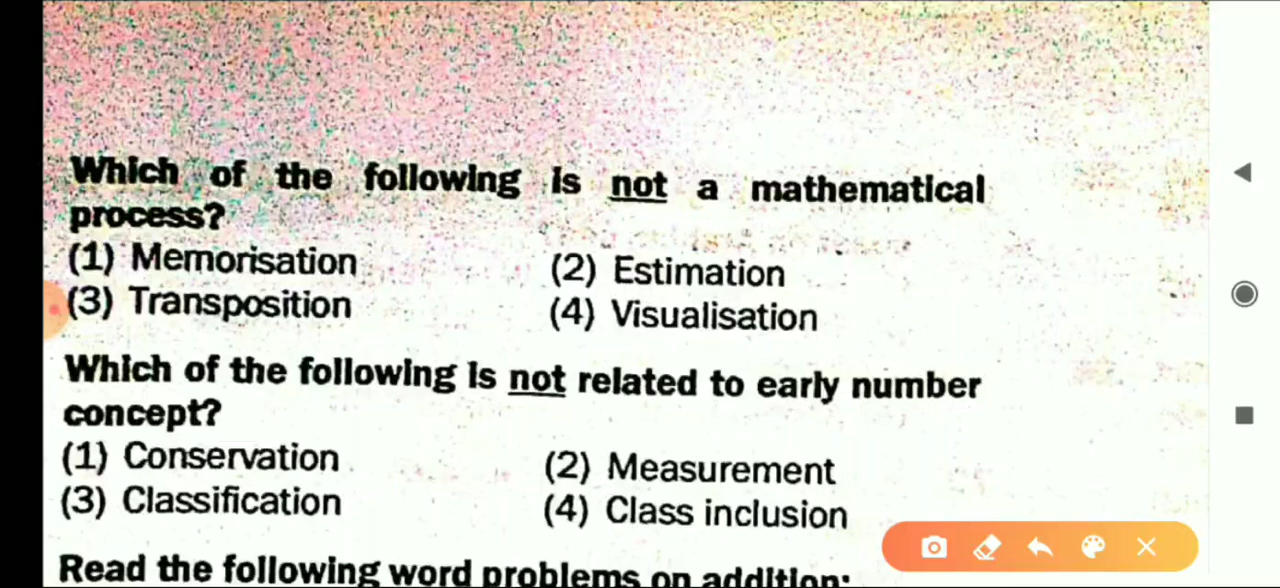 Which of the following is not a mathematical
process?
(1) Memorisation (2) Estimation
(3) Transposition (4) Visualisation
Which of the following is not related to early number
concept?
(1) Conservation (2) Measurement
(3) Classification (4) Class inclusion
Read the following word problems on addition: